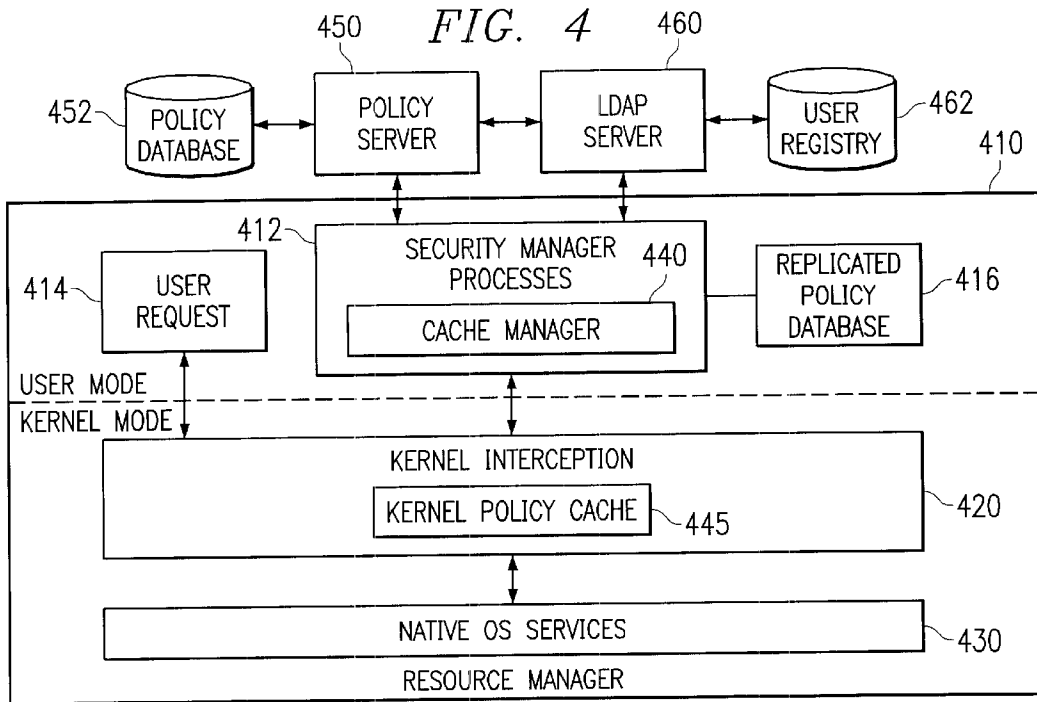 FIG. 4
450
460
452
POLICY
DATABASE
POLICY
SERVER
LDAP
SERVER
USER
REGISTRY
462
410
412
SECURITY MANAGER
PROCESSES
440
CACHE MANAGER
414
USER
REQUEST
REPLICATED
POLICY
DATABASE
416
USER MODE
KERNEL MODE
KERNEL INTERCEPTION
KERNEL POLICY CACHE
445
420
NATIVE OS SERVICES
430
RESOURCE MANAGER